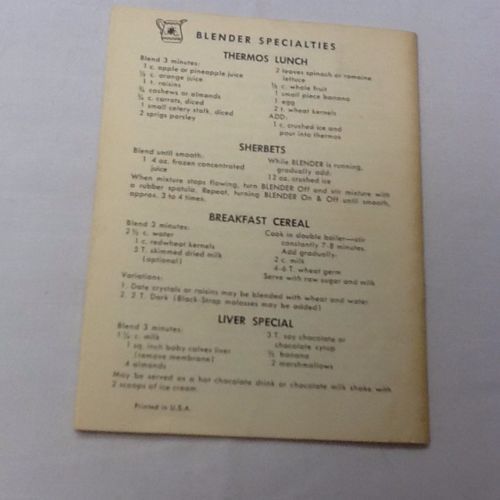 BLENDER SPECIALTIES
THERMOS LUNCH
Blend 3 minutes:
1 c. apple or pineapple juice
c. orange juice
1 t. raisins
cashews or almonds
c. carrots, diced
1 small celery stalk, diced
2 sprigs parsley
2 leaves spinach or romaine
lettuce
½ c. whole fruit
1 small piece banana
1 egg
2 t. wheat kernels
ADD:
1 c. crushed ice and
pour into thermos
SHERBETS
Blend until smooth:
1 4 oz. frozen concentrated
juice
While BLENDER is running,
gradually add:
12 oz. crushed ice
When mixture stops flowing, turn BLENDER Off and stir mixture with
a rubber spatula. Repeat, turning BLENDER On & Off until smooth,
approx. 3 to 4 times.
BREAKFAST CEREAL
Blend 3 minutes:
2½ c. water
1 c. redwheat kernels
5 T. skimmed dried milk
(optional)
Cook in double boiler—stir
constantly 7-8 minutes.
Add gradually:
2 c. milk
4-6 T. wheat germ
Serve with raw sugar and milk
Variations:
1. Date crystals or raisins may be blended with wheat and water
2. 5 T. Dark (Black Strap molasses may be added)
LIVER SPECIAL
Blend 3 minutes:
1 c. milk
1 sq. inch baby calves liver
(remove membrane)
4 almonds
3 T. soy chocolate or
chocolate syrup
½ banana
2 marshmallows
May be served as a hot chocolate drink or chocolate milk shake with
2 scoops of ice cream.
Printed in U.S.A.